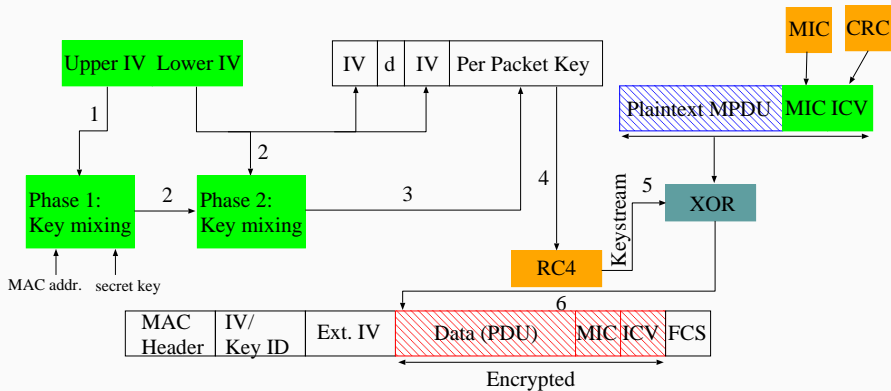 MIC
CRC
Upper IV Lower IV
IV
d
IV
Per Packet Key
Plaintext MPDU
MIC ICV
1
2
4
5
Phase 1:
Key mixing
2
Phase 2:
Key mixing
3
Keystream
XOR
RC4
MAC addr.
secret key
6
MAC
Header
IV/
Key ID
Ext. IV
Data (PDU)
MIC
ICV
FCS
Encrypted